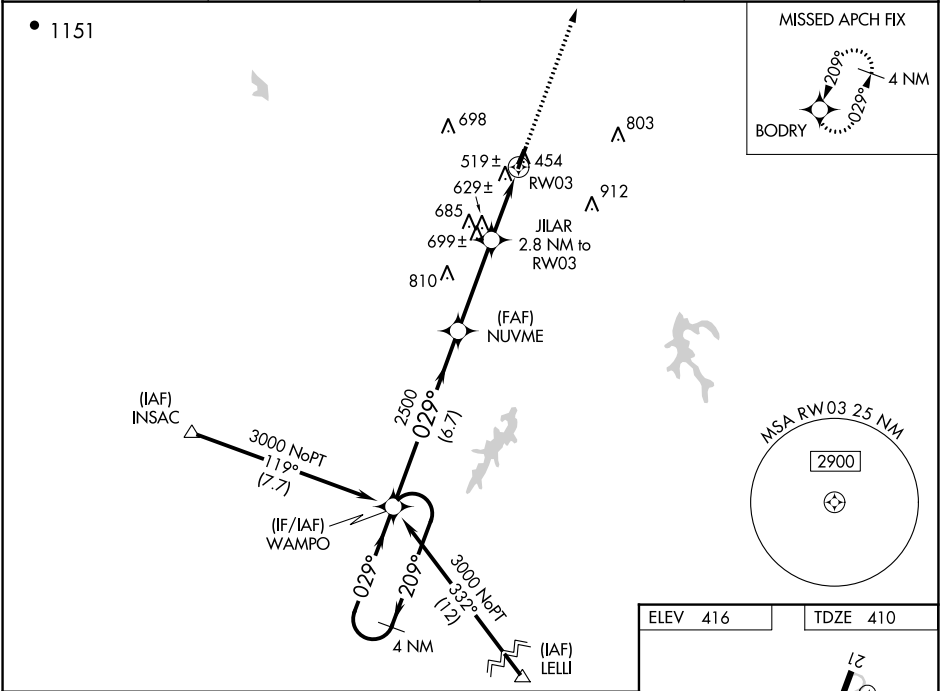 1151
MISSED APCH FIX
209°
4 NM
029°
BODRY
698
803
519±
454
RW03
629±
912
685
JILAR
2.8 NM to
RW03
699±
810
(FAF)
NUVME
2500
029°
(6.7)
(IAF)
INSAC
3000 NoPT
119°
(7.7)
MSA RW03 25 NM
2900
(IF/IAF)
WAMPO
029°
209°
4 NM
3000 NoPT
332°
(12)
(IAF)
LELLI
ELEV 416
TDZE 410
21